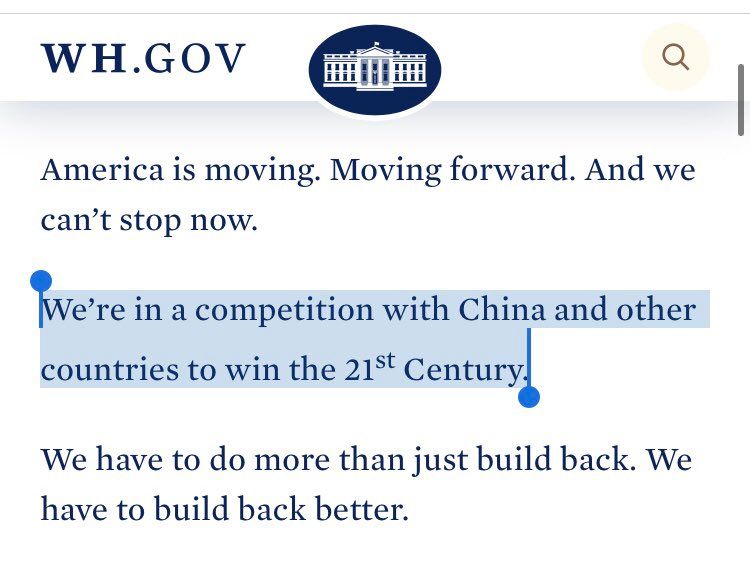 WH.GOV
America is moving. Moving forward. And we
can’t stop now.
We’re in a competition with China and other
countries to win the 21st Century.
We have to do more than just build back. We
have to build back better.